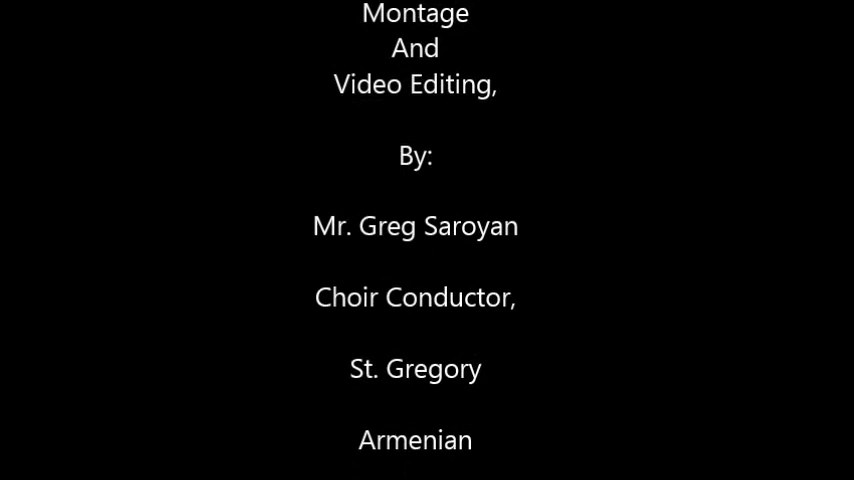 Montage
And
Video Editing,
By:
Mr. Greg Saroyan
Choir Conductor,
St. Gregory
Armenian